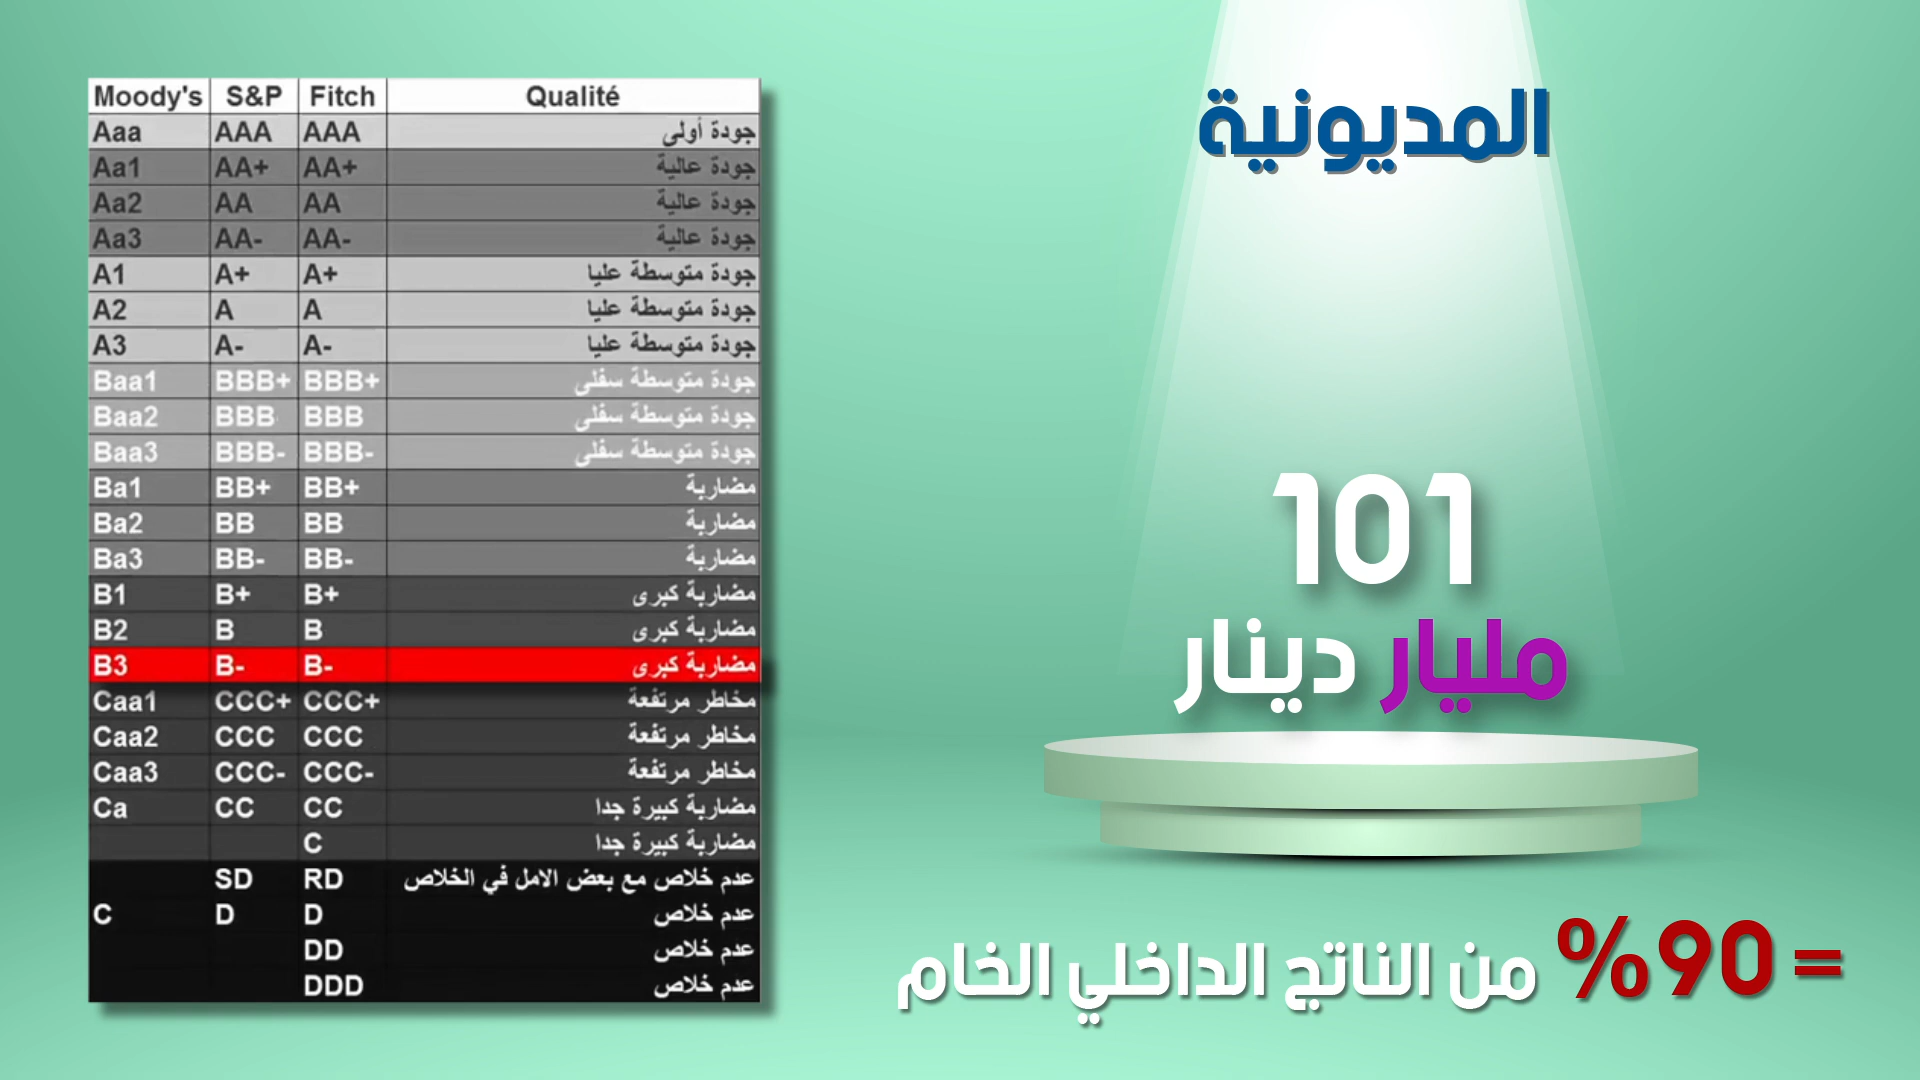 Moody's S&P Fitch Qualité
Aaa AAA AAA جودة أولى
Aa1 AA+ AA+ جودة عالية
Aa2 AA AA جودة عالية
Aa3 AA- AA- جودة عالية
A1 A+ A+ جودة متوسطة عليا
A2 A A جودة متوسطة عليا
A3 A- A- جودة متوسطة عليا
Baa1 BBB+ BBB+ جودة متوسطة سفلى
Baa2 BBB BBB جودة متوسطة سفلى
Baa3 BBB- BBB- جودة متوسطة سفلى
Ba1 BB+ BB+ مضاربة
Ba2 BB BB مضاربة
Ba3 BB- BB- مضاربة
B1 B+ B+ مضاربة كبرى
B2 B B مضاربة كبرى
B3 B- B- مضاربة كبرى
Caa1 CCC+ CCC+ مخاطر مرتفعة
Caa2 CCC CCC مخاطر مرتفعة
Caa3 CCC- CCC- مخاطر مرتفعة
Ca CC CC مضاربة كبيرة جدا
C مضاربة كبيرة جدا
SD RD عدم خلاص مع بعض الامل في الخلاص
C D D عدم خلاص
DD عدم خلاص
DDD عدم خلاص
المديونية
101
مليار دينار
= 90% من الناتج الداخلي الخام